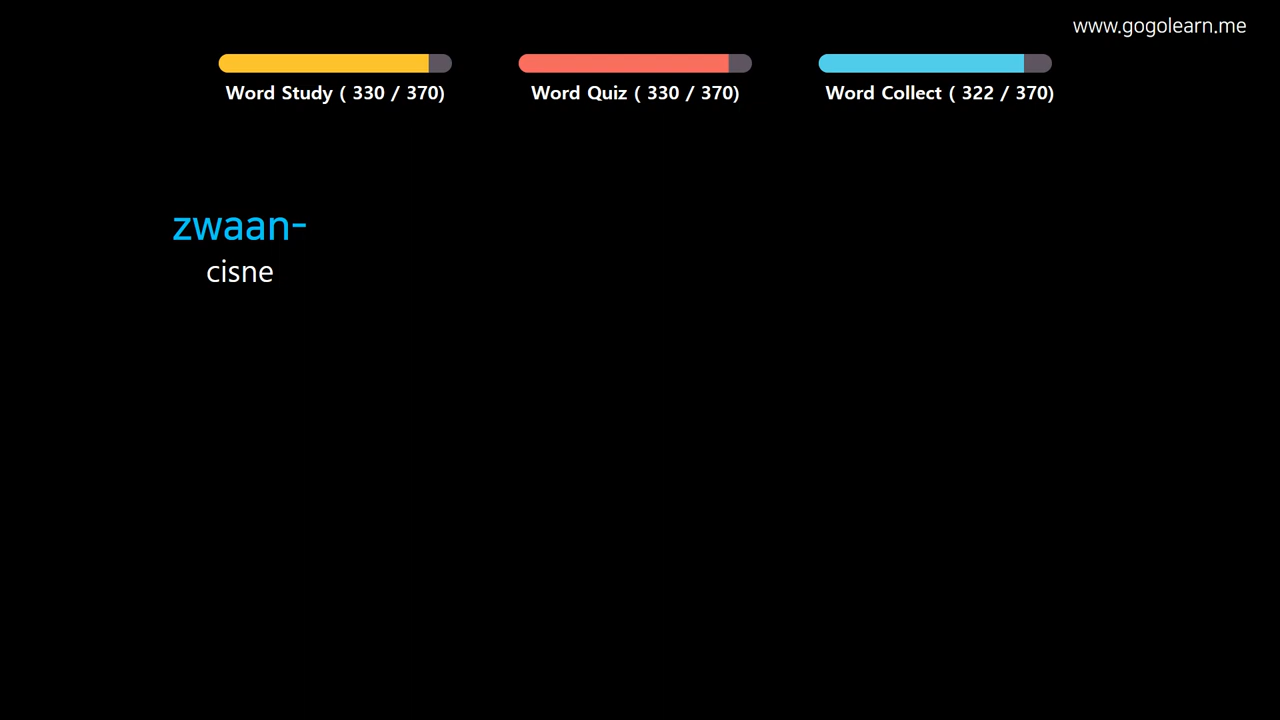 www.gogolearn.me
Word Study ( 330 / 370)
Word Quiz ( 330 / 370)
Word Collect ( 322 / 370)
zwaan-
cisne